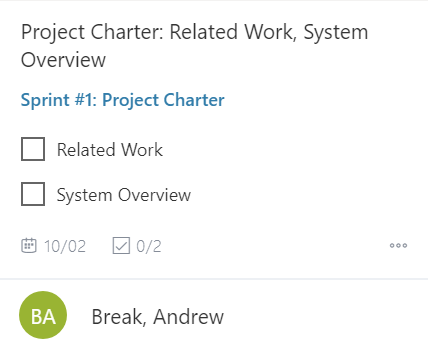 Project Charter: Related Work, System
Overview
Sprint #1: Project Charter
Related Work
System Overview
10/02 0/2
BA Break, Andrew